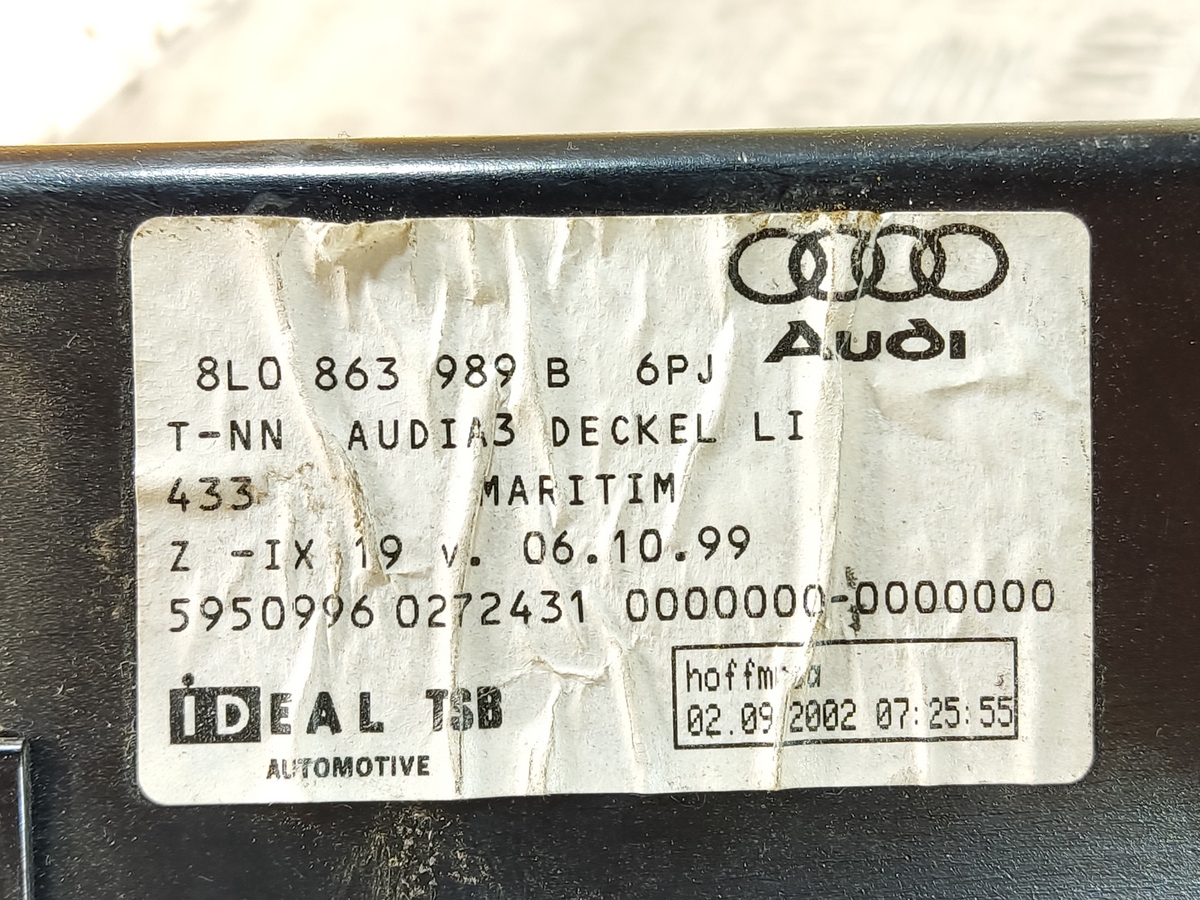 Audi
8L0 863 989 B 6PJ
T-NN AUDIA3 DECKEL LI
433 MARITIM
Z -IX 19 v. 06.10.99
5950996 0272431 0000000-0000000
02.09.2002 07:25:55
iDEAL TSB
AUTOMOTIVE